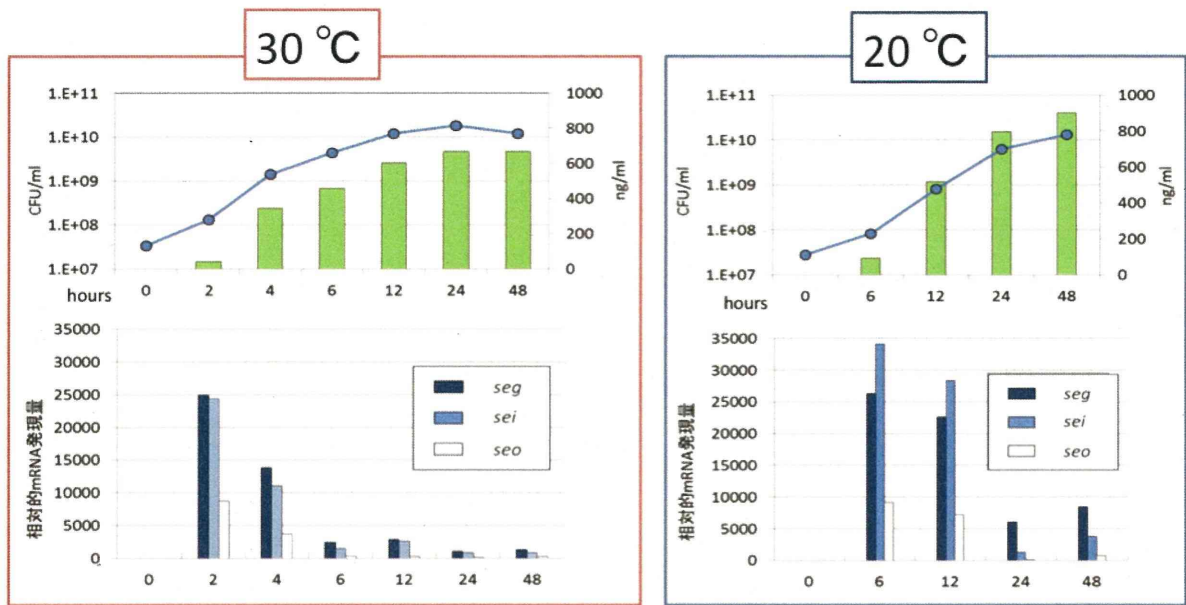 30 ℃
1.E+11
1.E+10
1.E+09
1.E+08
1.E+07
CFU/ml
1000
800
600
400
200
0
ng/ml
hours 0 2 4 6 12 24 48
35000
30000
25000
20000
15000
10000
5000
0
相対的mRNA発現量
seg
sei
seo
0 2 4 6 12 24 48
20 ℃
1.E+11
1.E+10
1.E+09
1.E+08
1.E+07
CFU/ml
1000
800
600
400
200
0
ng/ml
hours 0 6 12 24 48
35000
30000
25000
20000
15000
10000
5000
0
相対的mRNA発現量
seg
sei
seo
0 6 12 24 48